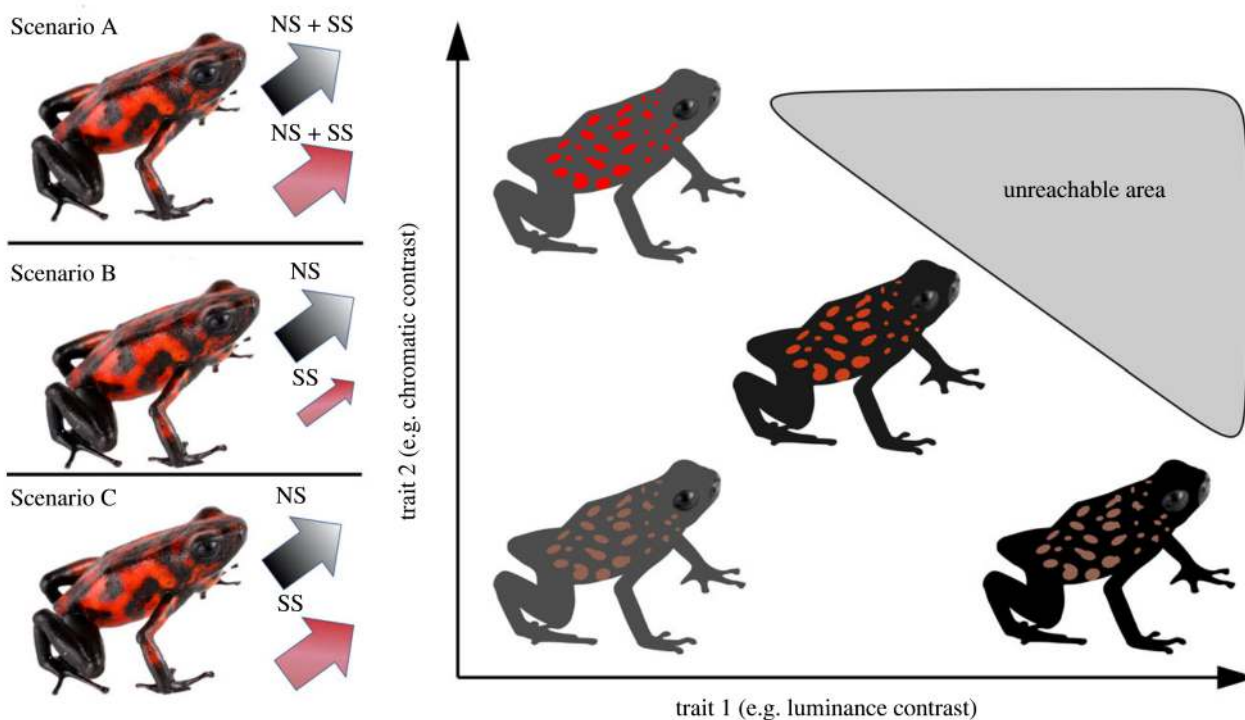 Scenario A
NS + SS
NS + SS
Scenario B
NS
SS
Scenario C
NS
SS
trait 2 (e.g. chromatic contrast)
unreachable area
trait 1 (e.g. luminance contrast)